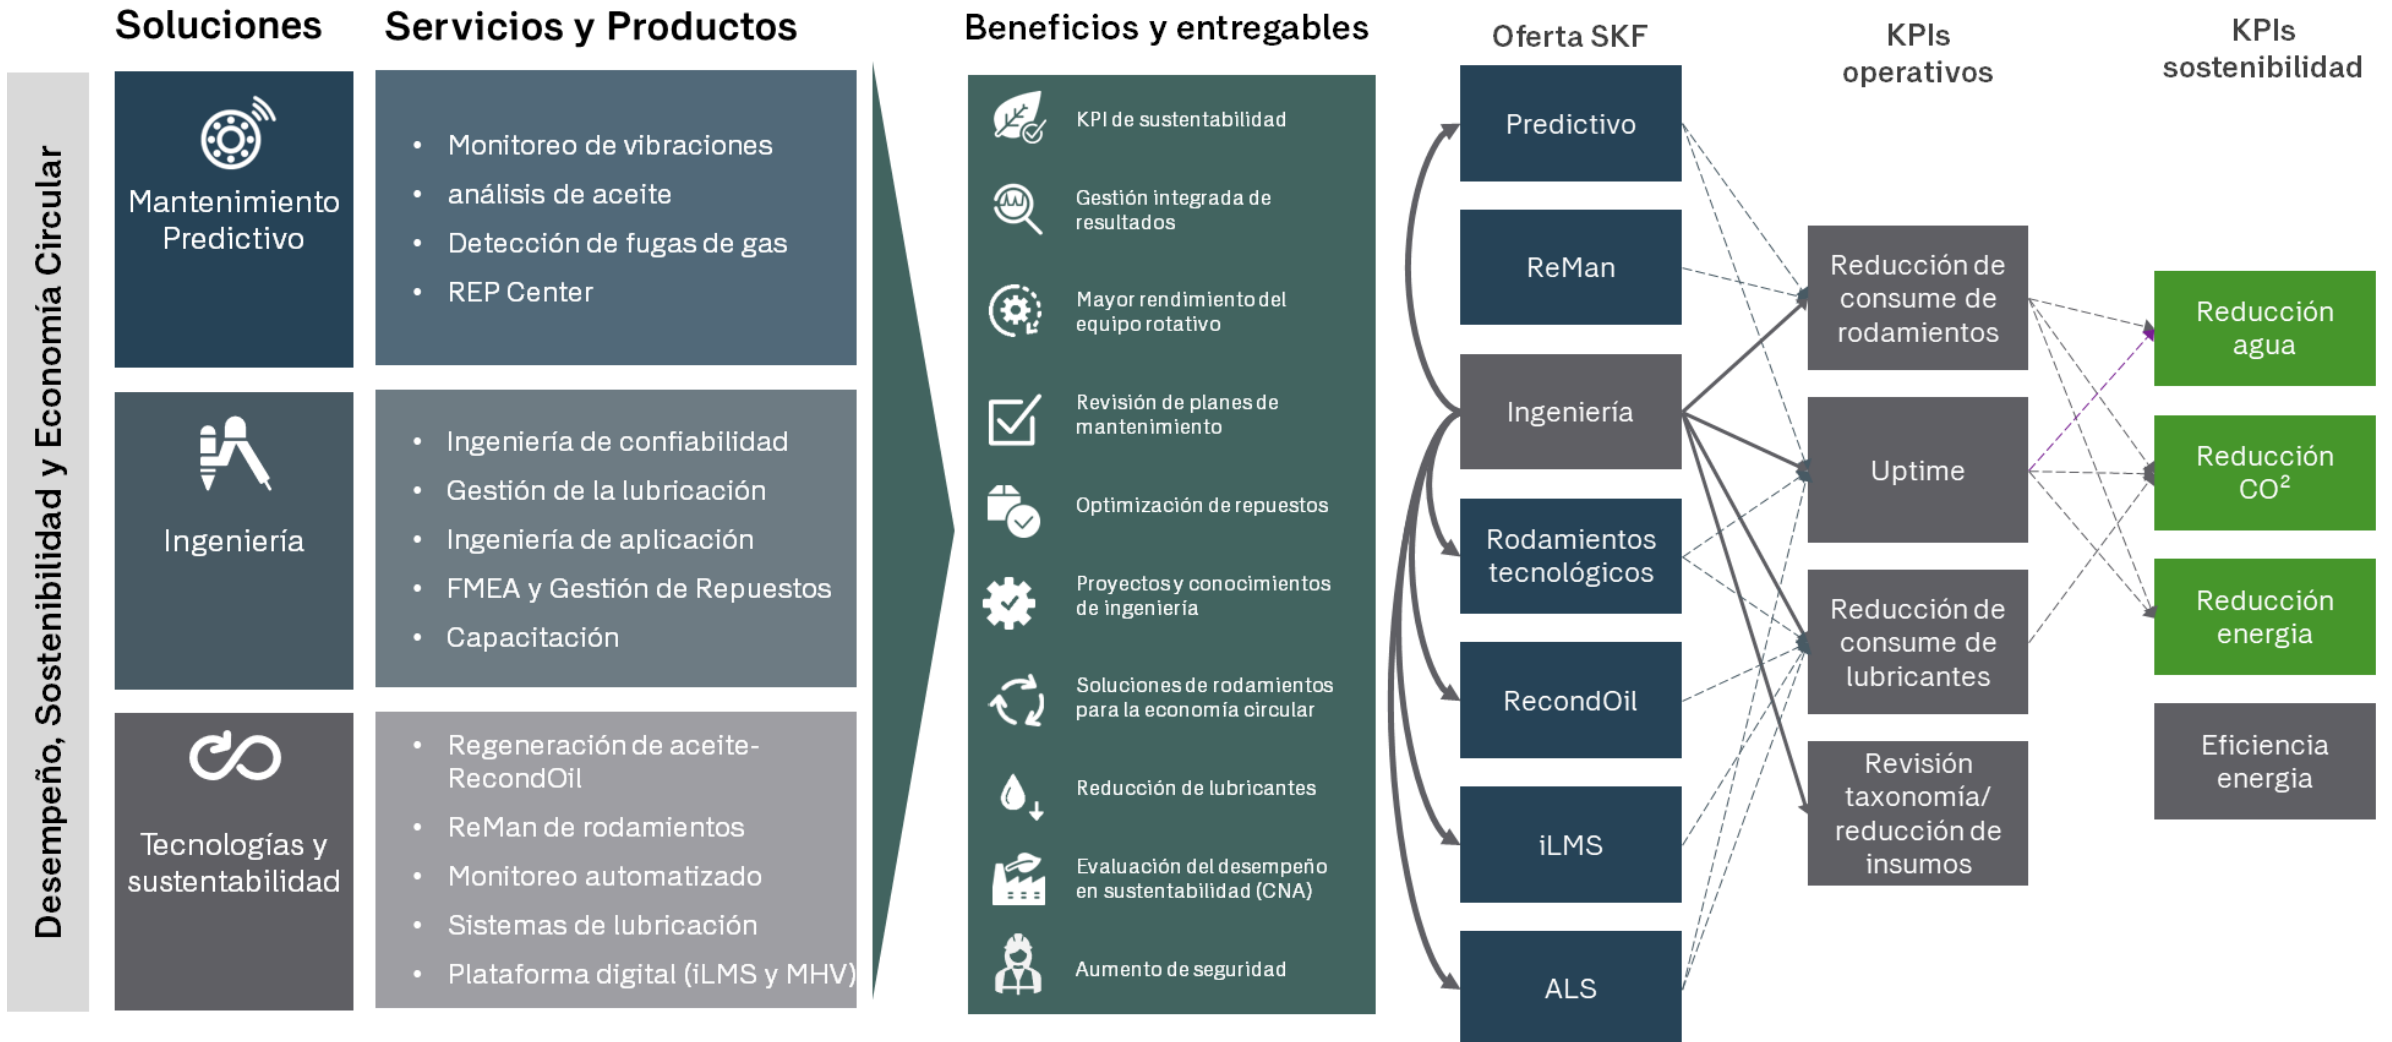 Soluciones
Servicios y Productos
Beneficios y entregables
Oferta SKF
KPIs
operativos
KPIs
sostenibilidad
Desempeño, Sostenibilidad y Economía Circular
Mantenimiento
Predictivo
• Monitoreo de vibraciones
• análisis de aceite
• Detección de fugas de gas
• REP Center
Ingeniería
• Ingeniería de confiabilidad
• Gestión de la lubricación
• Ingeniería de aplicación
• FMEA y Gestión de Repuestos
• Capacitación
Tecnologías y
sustentabilidad
• Regeneración de aceite-
RecondOil
• ReMan de rodamientos
• Monitoreo automatizado
• Sistemas de lubricación
• Plataforma digital (iLMS y MHV)
KPI de sustentabilidad
Gestión integrada de
resultados
Mayor rendimiento del
equipo rotativo
Revisión de planes de
mantenimiento
Optimización de repuestos
Proyectos y conocimientos
de ingeniería
Soluciones de rodamientos
para la economía circular
Reducción de lubricantes
Evaluación del desempeño
en sustentabilidad (CNA)
Aumento de seguridad
Predictivo
ReMan
Ingeniería
Rodamientos
tecnológicos
RecondOil
iLMS
ALS
Reducción de
consume de
rodamientos
Uptime
Reducción de
consume de
lubricantes
Revisión
taxonomía/
reducción de
insumos
Reducción
agua
Reducción
CO²
Reducción
energia
Eficiencia
energia